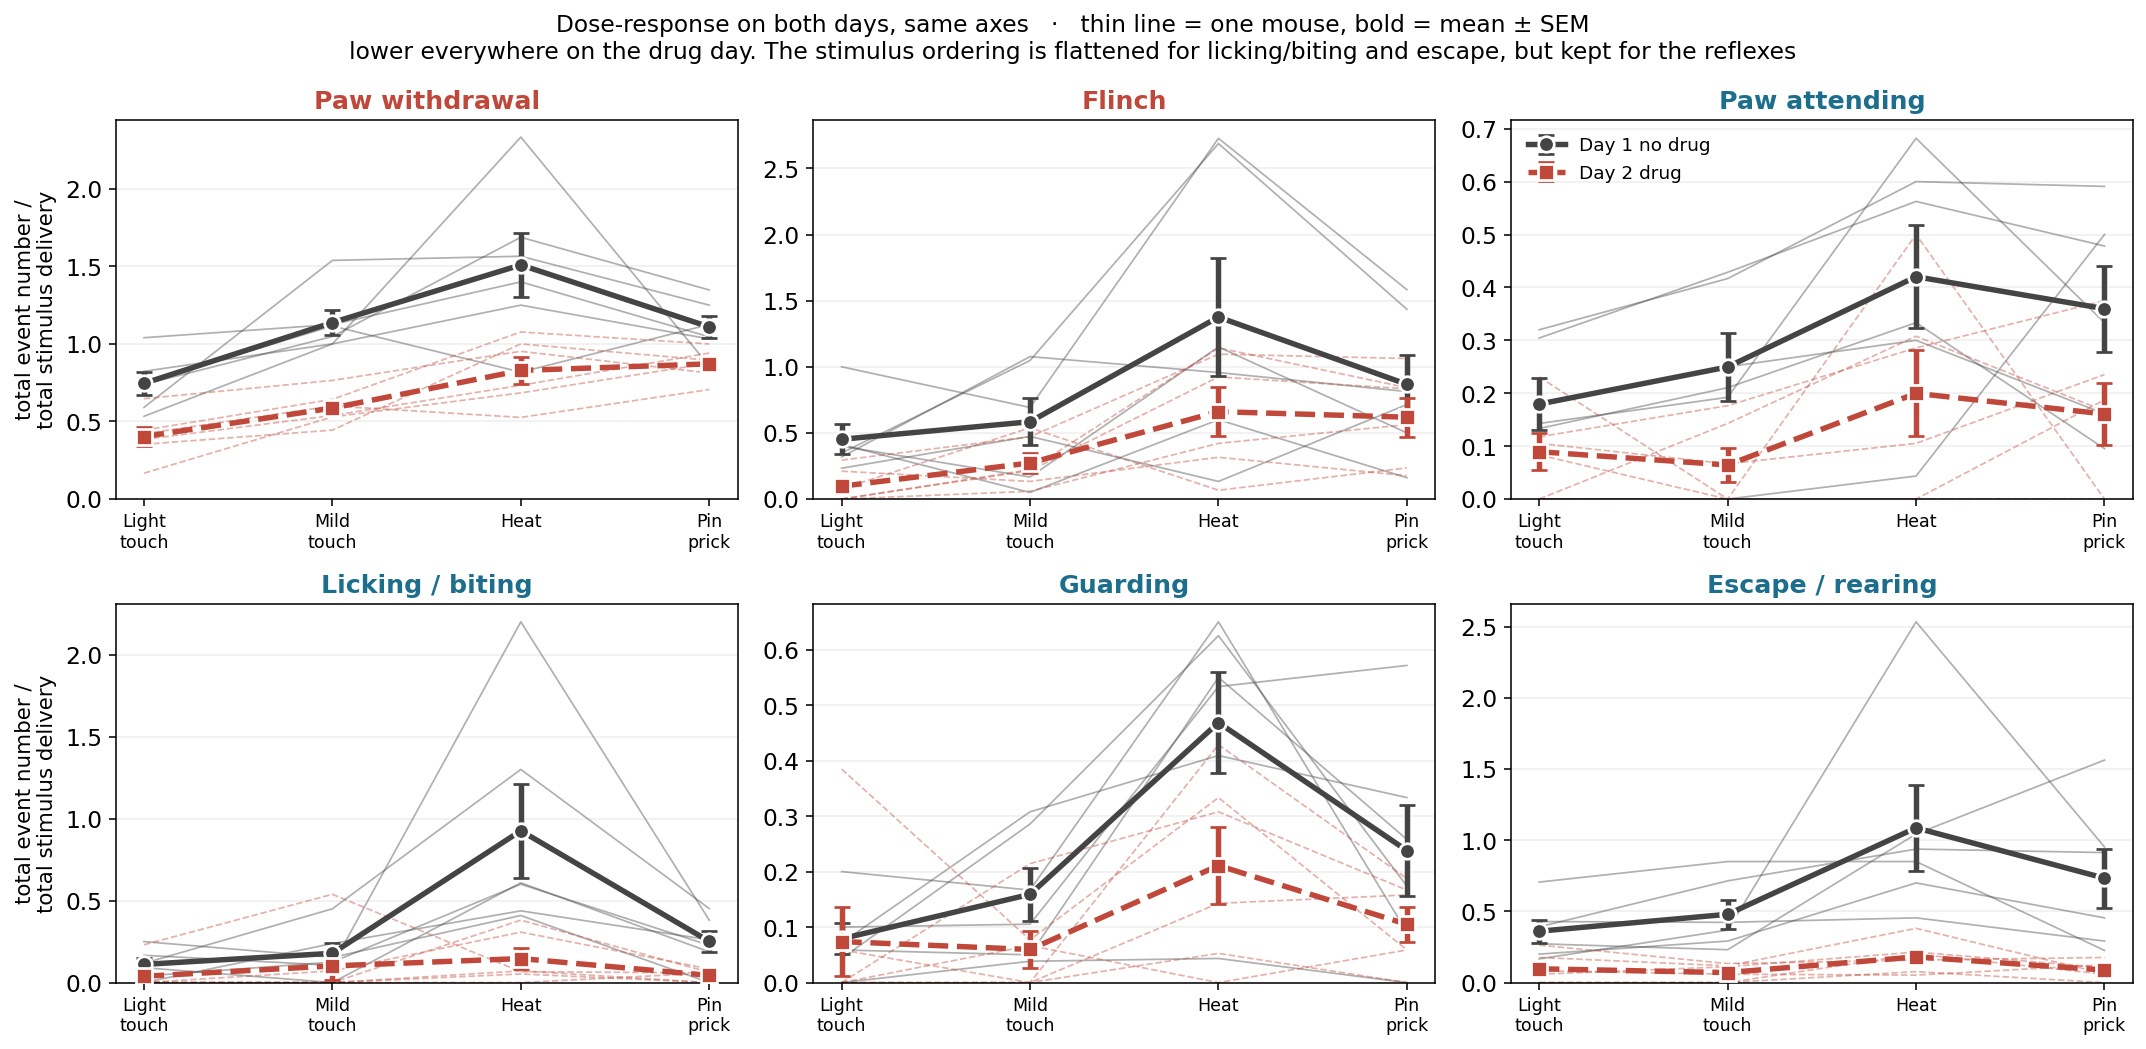 Dose-response on both days, same axes · thin line = one mouse, bold = mean ± SEM
lower everywhere on the drug day. The stimulus ordering is flattened for licking/biting and escape, but kept for the reflexes
Paw withdrawal
total event number /
total stimulus delivery
2.0
1.5
1.0
0.5
0.0
Light
touch
Mild
touch
Heat
Pin
prick
Flinch
2.5
2.0
1.5
1.0
0.5
0.0
Light
touch
Mild
touch
Heat
Pin
prick
Paw attending
Day 1 no drug
Day 2 drug
0.7
0.6
0.5
0.4
0.3
0.2
0.1
0.0
Light
touch
Mild
touch
Heat
Pin
prick
Licking / biting
total event number /
total stimulus delivery
2.0
1.5
1.0
0.5
0.0
Light
touch
Mild
touch
Heat
Pin
prick
Guarding
0.6
0.5
0.4
0.3
0.2
0.1
0.0
Light
touch
Mild
touch
Heat
Pin
prick
Escape / rearing
2.5
2.0
1.5
1.0
0.5
0.0
Light
touch
Mild
touch
Heat
Pin
prick